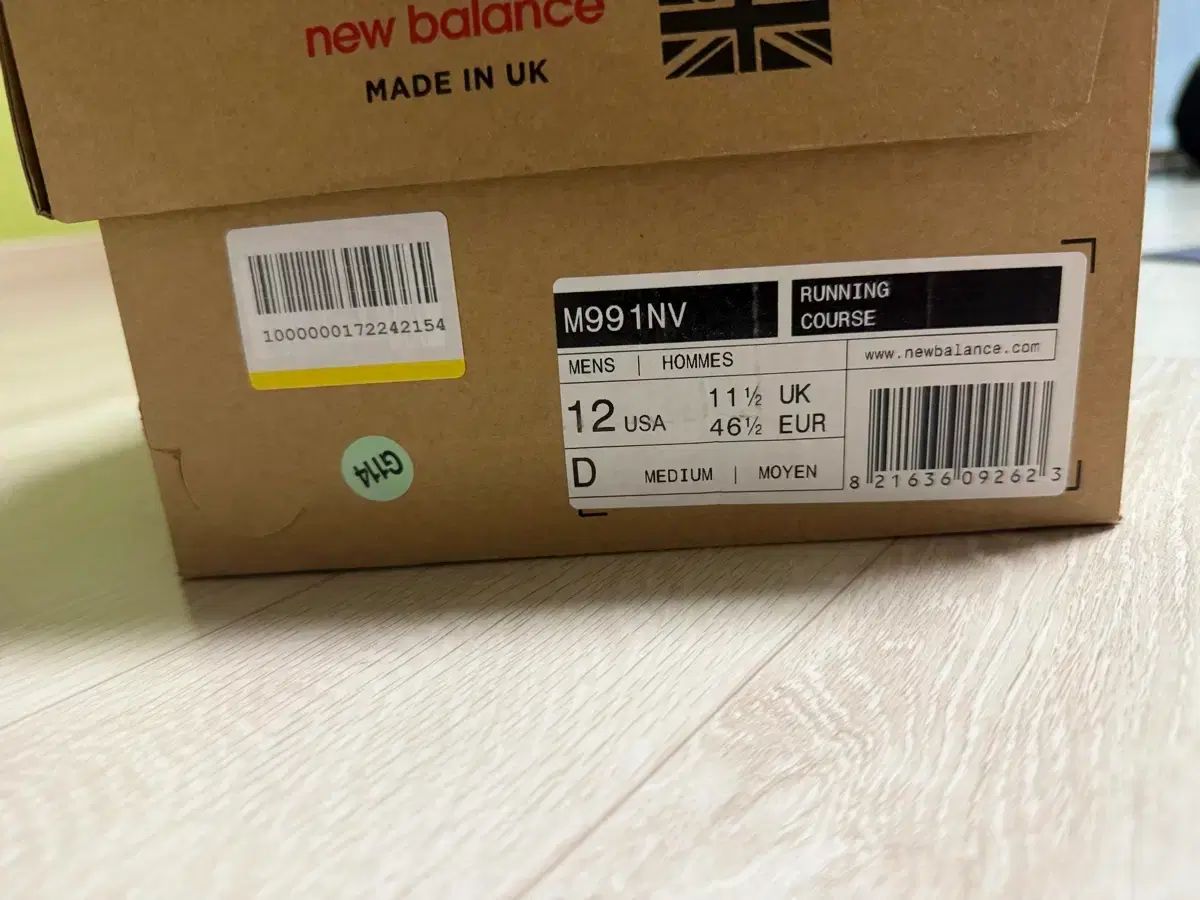 new balance
MADE IN UK
1000000172242154
G114
M991NV
RUNNING
COURSE
MENS | HOMMES
www.newbalance.com
12 USA
11½ UK
46½ EUR
D MEDIUM | MOYEN
8 21636 09262 3